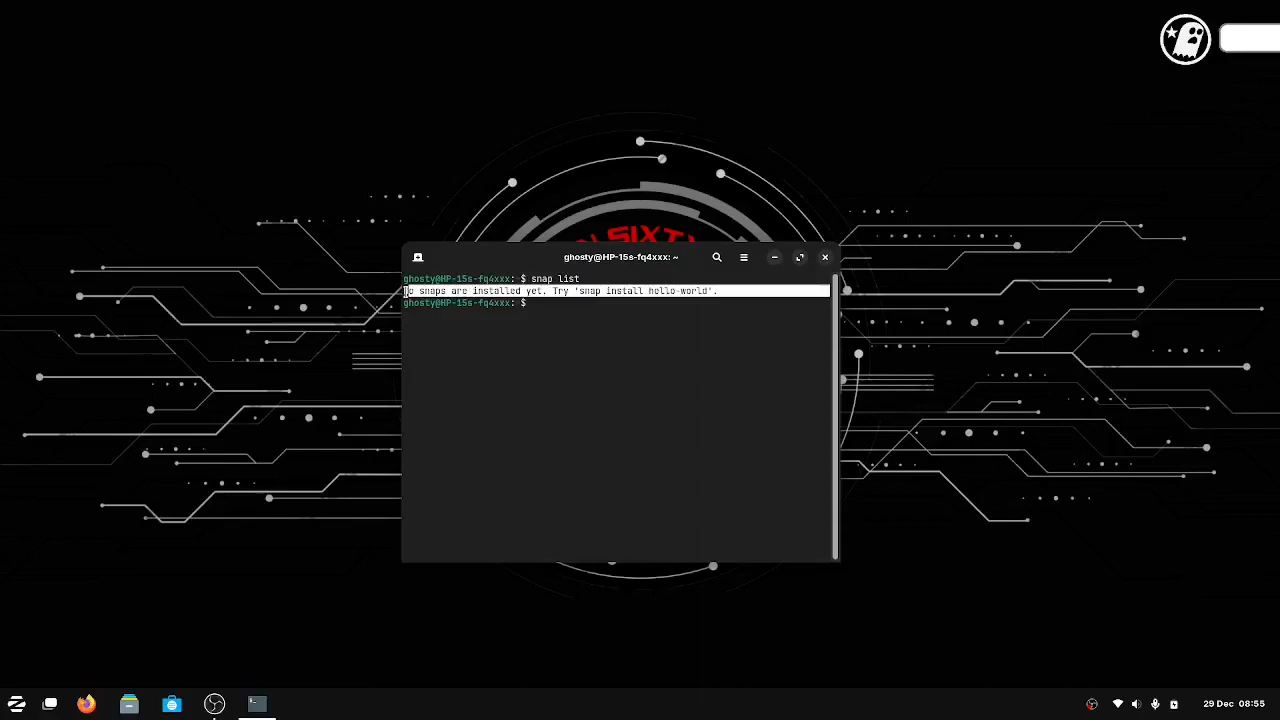 SIXT
ghosty@HP-15s-fq4xxx: ~
ghosty@HP-15s-fq4xxx: $ snap list
No snaps are installed yet. Try 'snap install hello-world'.
ghosty@HP-15s-fq4xxx: $
29 Dec 08:55